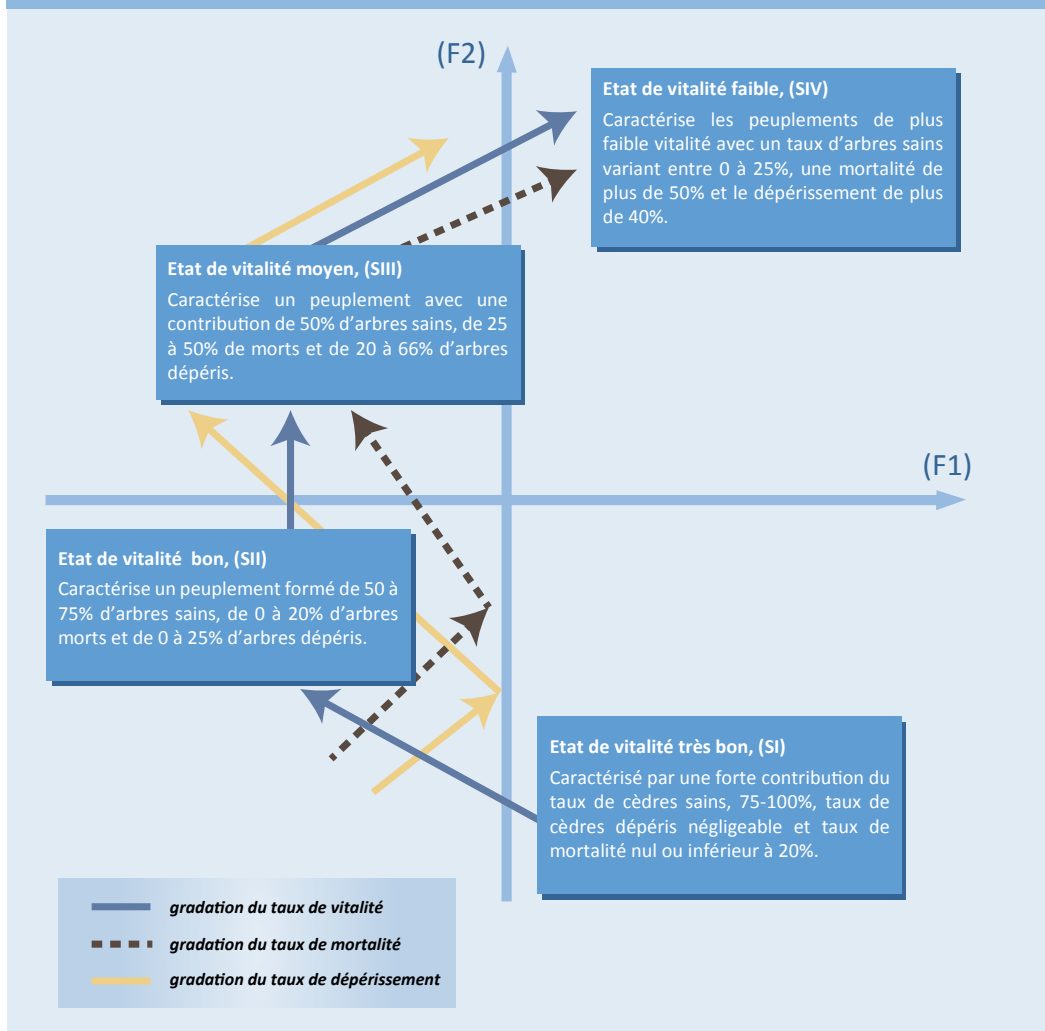 (F2)
Etat de vitalité faible, (SIV)
Caractérise les peuplements de plus
faible vitalité avec un taux d'arbres sains
variant entre 0 à 25%, une mortalité de
plus de 50% et le dépérissement de plus
de 40%.
Etat de vitalité moyen, (SIII)
Caractérise un peuplement avec une
contribution de 50% d'arbres sains, de 25
à 50% de morts et de 20 à 66% d'arbres
dépéris.
(F1)
Etat de vitalité bon, (SII)
Caractérise un peuplement formé de 50 à
75% d'arbres sains, de 0 à 20% d'arbres
morts et de 0 à 25% d'arbres dépéris.
Etat de vitalité très bon, (SI)
Caractérisé par une forte contribution du
taux de cèdres sains, 75-100%, taux de
cèdres dépéris négligeable et taux de
mortalité nul ou inférieur à 20%.
gradation du taux de vitalité
gradation du taux de mortalité
gradation du taux de dépérissement